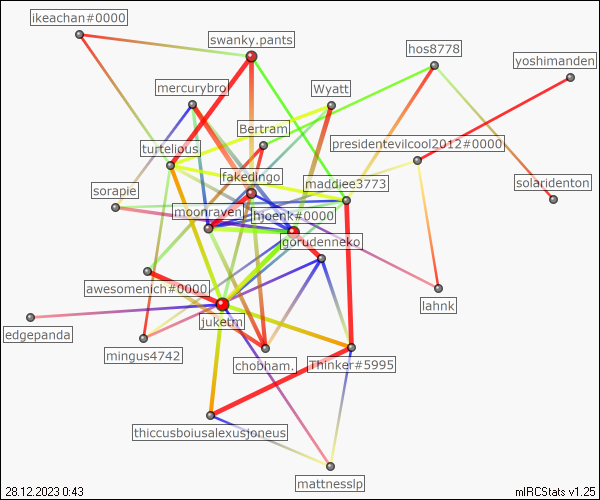 ikeachan#0000
swanky.pants
hos8778
yoshimanden
mercurybro
Wyatt
Bertram
presidentevilcool2012#0000
turtelious
fakedingo
maddiee3773
sorapie
solaridenton
moonraven
hjoenk#0000
gorudenneko
awesomenich#0000
lahnk
juketm
edgepanda
mingus4742
chobham.
Thinker#5995
thiccusboiusalexusjoneus
mattnesslp
28.12.2023 0:43
mIRCStats v1.25